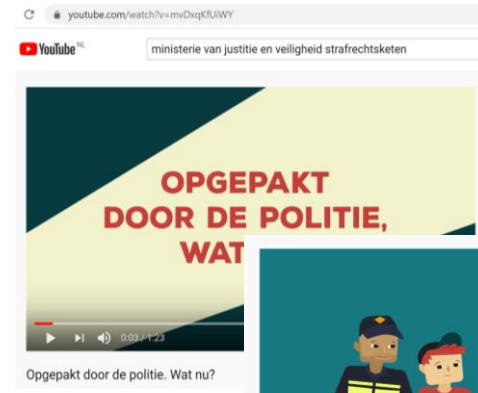 youtube.com/watch?v=mvDxqKfUiWY
YouTube NL
ministerie van justitie en veiligheid strafrechtsketen
OPGEPAKT
DOOR DE POLITIE,
WAT
0:03 / 1:23
Opgepakt door de politie. Wat nu?